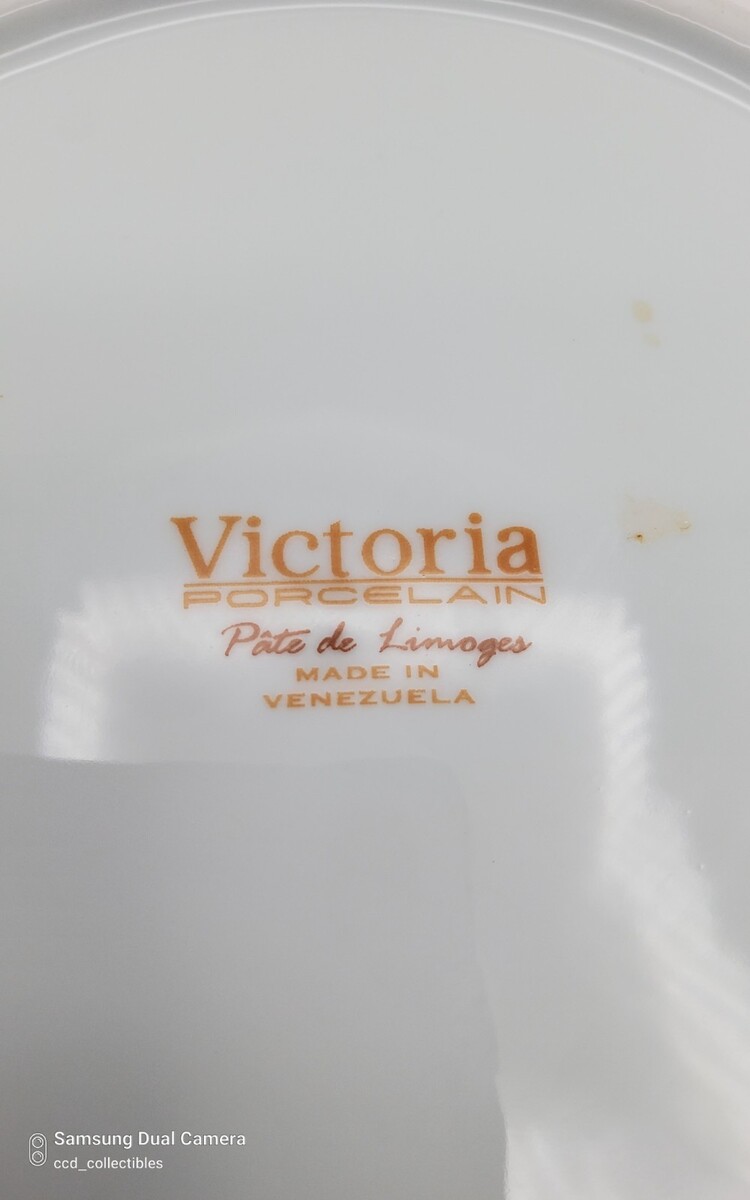 Victoria
PORCELAIN
Pâte de Limoges
MADE IN
VENEZUELA
Samsung Dual Camera
ccd_collectibles